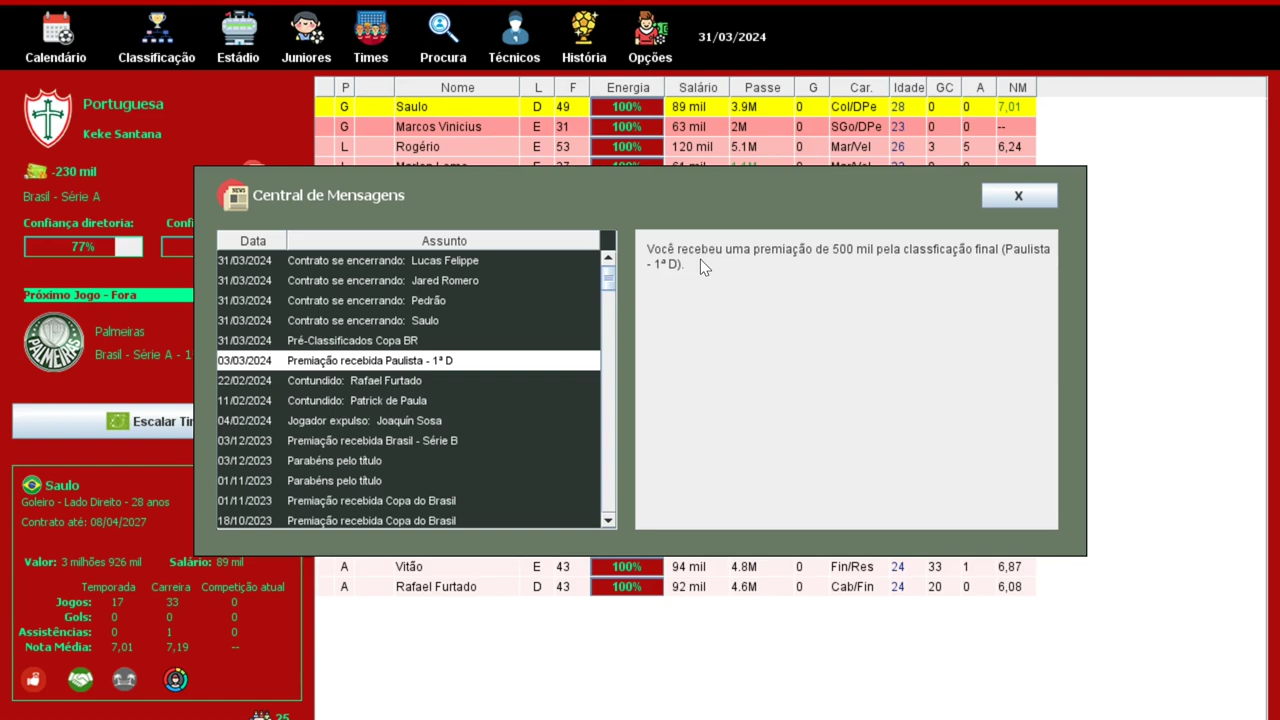 Calendário Classificação Estádio Juniores Times Procura Técnicos História Opções 31/03/2024
Portuguesa
Keke Santana
-230 mil
Brasil - Série A
Confiança diretoria: Confi
77%
Próximo Jogo - Fora
Palmeiras
Brasil - Série A - 1
Escalar Tir
Saulo
Goleiro - Lado Direito - 28 anos
Contrato até: 08/04/2027
Valor: 3 milhões 926 mil Salário: 89 mil
Temporada Carreira Competição atual
Jogos: 17 33 0
Gols: 0 0 0
Assistências: 0 1 0
Nota Média: 7,01 7,19 --
25
P Nome L F Energia Salário Passe G Car. Idade GC A NM
G Saulo D 49 100% 89 mil 3.9M 0 Col/DPe 28 0 0 7,01
G Marcos Vinicius E 31 100% 63 mil 2M 0 SGo/DPe 23 0 0 --
L Rogério E 53 100% 120 mil 5.1M 0 Mar/Vel 26 3 5 6,24
Central de Mensagens X
Data Assunto
31/03/2024 Contrato se encerrando: Lucas Felippe
31/03/2024 Contrato se encerrando: Jared Romero
31/03/2024 Contrato se encerrando: Pedrão
31/03/2024 Contrato se encerrando: Saulo
31/03/2024 Pré-Classificados Copa BR
03/03/2024 Premiação recebida Paulista - 1ª D
22/02/2024 Contundido: Rafael Furtado
11/02/2024 Contundido: Patrick de Paula
04/02/2024 Jogador expulso: Joaquín Sosa
03/12/2023 Premiação recebida Brasil - Série B
03/12/2023 Parabéns pelo título
01/11/2023 Parabéns pelo título
01/11/2023 Premiação recebida Copa do Brasil
18/10/2023 Premiação recebida Copa do Brasil
Você recebeu uma premiação de 500 mil pela classficação final (Paulista
- 1ª D).
A Vitão E 43 100% 94 mil 4.8M 0 Fin/Res 24 33 1 6,87
A Rafael Furtado D 43 100% 92 mil 4.6M 0 Cab/Fin 24 20 0 6,08